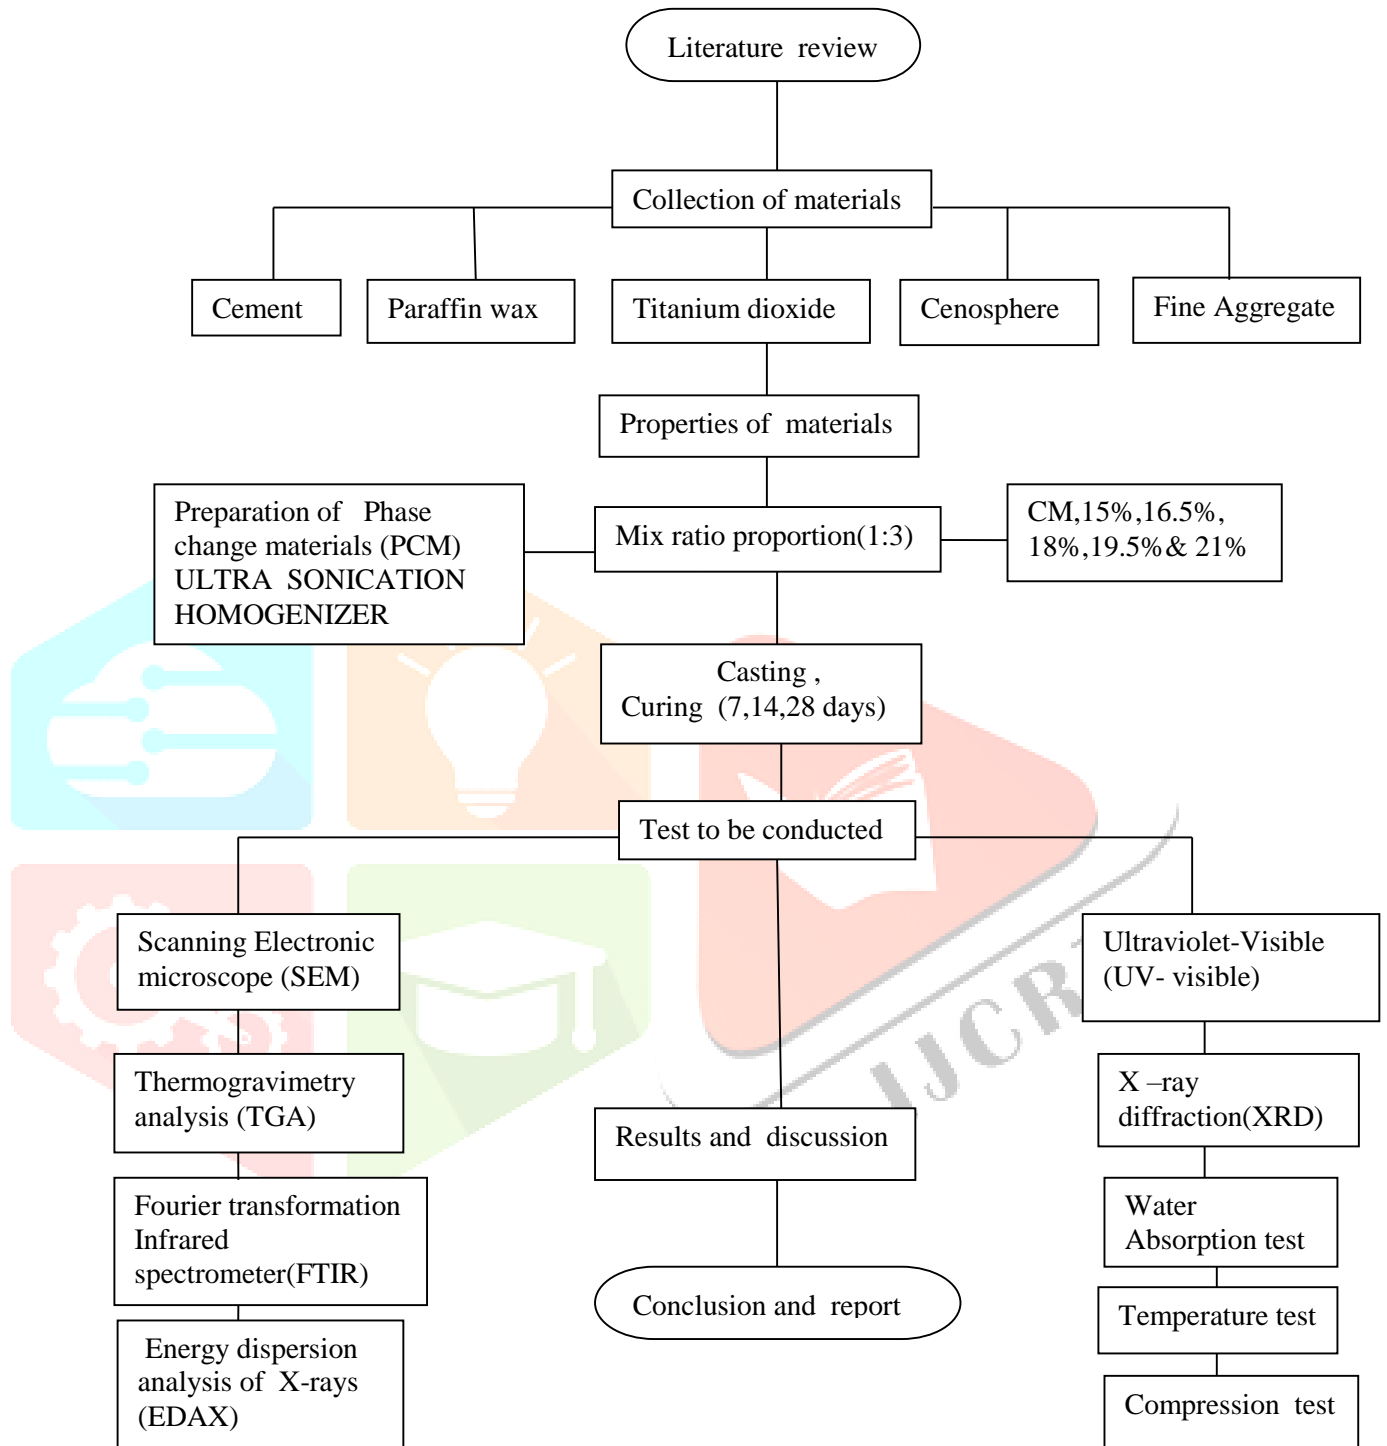 Literature review
Collection of materials
Cement
Paraffin wax
Titanium dioxide
Cenosphere
Fine Aggregate
Properties of materials
Preparation of Phase
change materials (PCM)
ULTRA SONICATION
HOMOGENIZER
Mix ratio proportion(1:3)
CM,15%,16.5%,
18%,19.5%& 21%
Casting ,
Curing (7,14,28 days)
Test to be conducted
Scanning Electronic
microscope (SEM)
Thermogravimetry
analysis (TGA)
Fourier transformation
Infrared
spectrometer(FTIR)
Energy dispersion
analysis of X-rays
(EDAX)
Results and discussion
Conclusion and report
Ultraviolet-Visible
(UV- visible)
X –ray
diffraction(XRD)
Water
Absorption test
Temperature test
Compression test